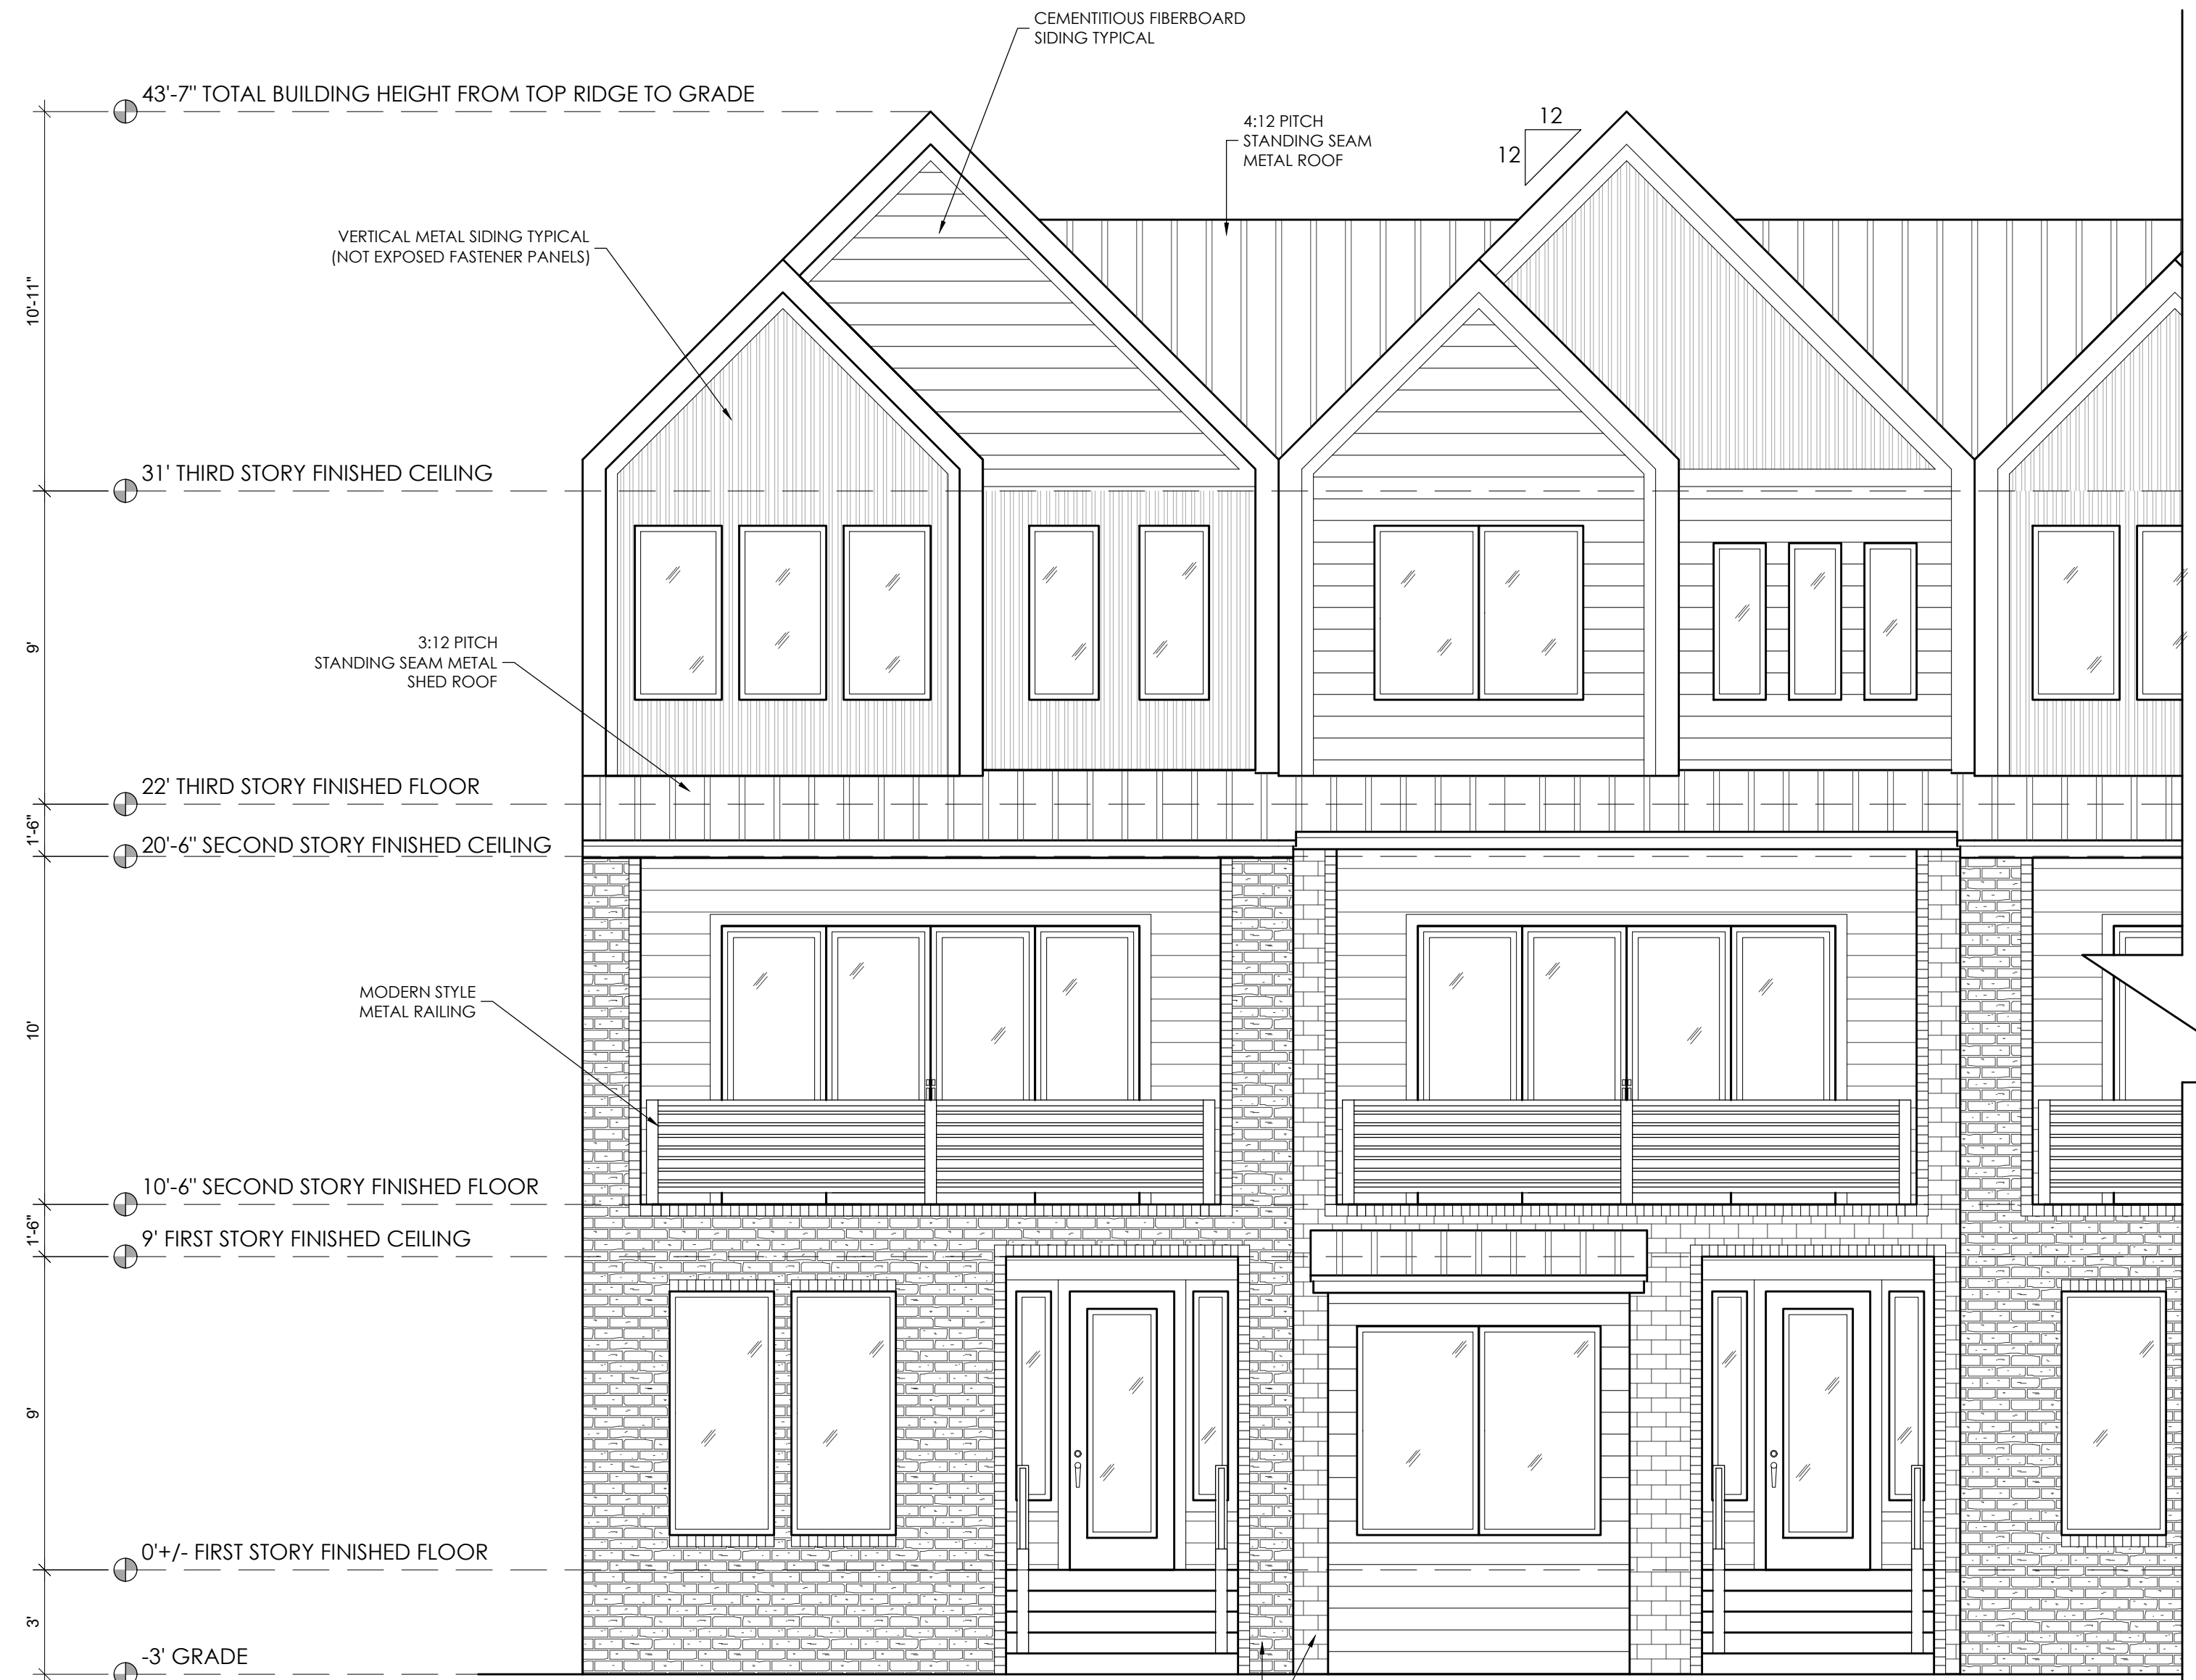 CEMENTITIOUS FIBERBOARD
SIDING TYPICAL
43'-7" TOTAL BUILDING HEIGHT FROM TOP RIDGE TO GRADE
12
12
4:12 PITCH
STANDING SEAM
METAL ROOF
VERTICAL METAL SIDING TYPICAL
(NOT EXPOSED FASTENER PANELS)
10'-11"
31' THIRD STORY FINISHED CEILING
9'
3:12 PITCH
STANDING SEAM METAL
SHED ROOF
22' THIRD STORY FINISHED FLOOR
1'-6"
20'-6" SECOND STORY FINISHED CEILING
10'
MODERN STYLE
METAL RAILING
10'-6" SECOND STORY FINISHED FLOOR
1'-6"
9' FIRST STORY FINISHED CEILING
9'
0'+/- FIRST STORY FINISHED FLOOR
3'
-3' GRADE